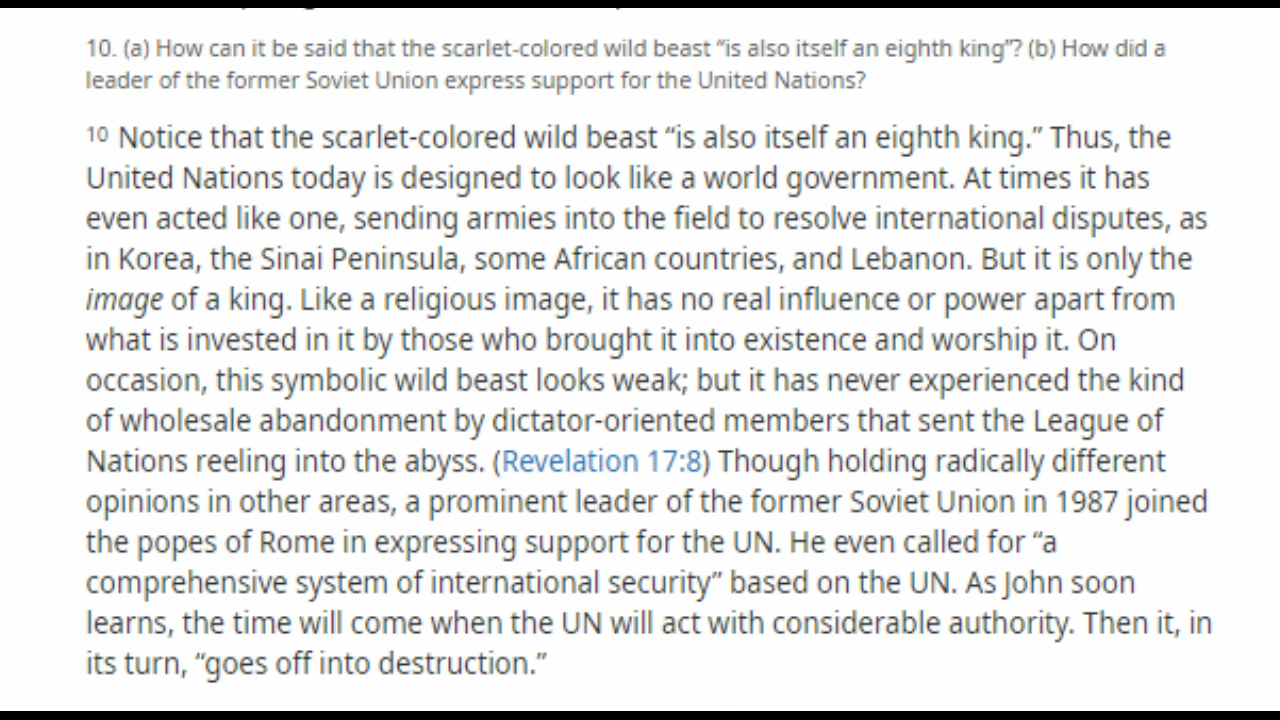 10. (a) How can it be said that the scarlet-colored wild beast “is also itself an eighth king”? (b) How did a
leader of the former Soviet Union express support for the United Nations?
10 Notice that the scarlet-colored wild beast “is also itself an eighth king.” Thus, the
United Nations today is designed to look like a world government. At times it has
even acted like one, sending armies into the field to resolve international disputes, as
in Korea, the Sinai Peninsula, some African countries, and Lebanon. But it is only the
image of a king. Like a religious image, it has no real influence or power apart from
what is invested in it by those who brought it into existence and worship it. On
occasion, this symbolic wild beast looks weak; but it has never experienced the kind
of wholesale abandonment by dictator-oriented members that sent the League of
Nations reeling into the abyss. (Revelation 17:8) Though holding radically different
opinions in other areas, a prominent leader of the former Soviet Union in 1987 joined
the popes of Rome in expressing support for the UN. He even called for “a
comprehensive system of international security” based on the UN. As John soon
learns, the time will come when the UN will act with considerable authority. Then it, in
its turn, “goes off into destruction.”